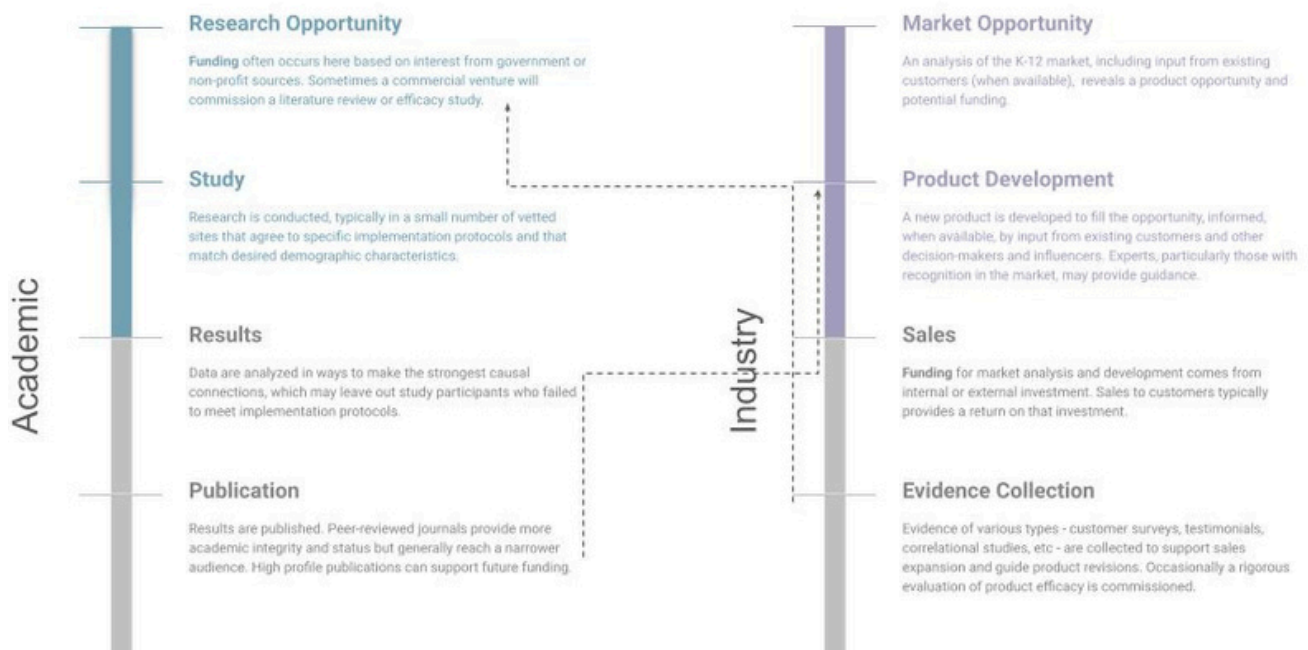 Academic
Research Opportunity
Funding often occurs here based on interest from government or
non-profit sources. Sometimes a commercial venture will
commission a literature review or efficacy study.
Study
Research is conducted, typically in a small number of vetted
sites that agree to specific implementation protocols and that
match desired demographic characteristics.
Results
Data are analyzed in ways to make the strongest causal
connections, which may leave out study participants who failed
to meet implementation protocols.
Publication
Results are published. Peer-reviewed journals provide more
academic integrity and status but generally reach a narrower
audience. High profile publications can support future funding.
Industry
Market Opportunity
An analysis of the K-12 market, including input from existing
customers (when available), reveals a product opportunity and
potential funding.
Product Development
A new product is developed to fill the opportunity, informed,
when available, by input from existing customers and other
decision-makers and influencers. Experts, particularly those with
recognition in the market, may provide guidance.
Sales
Funding for market analysis and development comes from
internal or external investment. Sales to customers typically
provides a return on that investment.
Evidence Collection
Evidence of various types - customer surveys, testimonials,
correlational studies, etc - are collected to support sales
expansion and guide product revisions. Occasionally a rigorous
evaluation of product efficacy is commissioned.